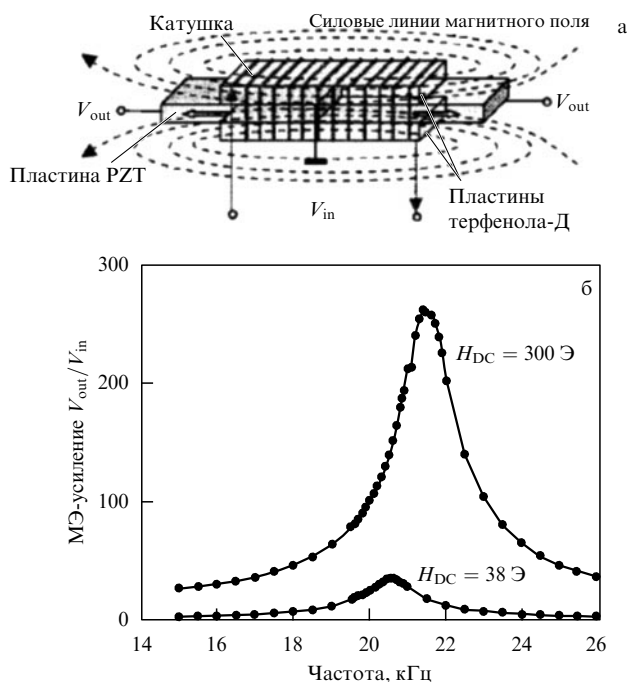 Силовые линии магнитного поля
а
Катушка
V_out
V_out
Пластина PZT
V_in
Пластины
терфенола-Д
300
б
H_DC = 300 Э
200
МЭ-усиление V_out/V_in
100
H_DC = 38 Э
0
14 16 18 20 22 24 26
Частота, кГц